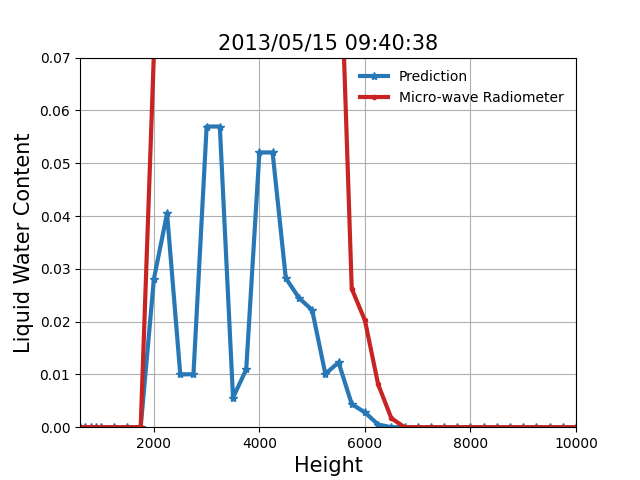 2013/05/15 09:40:38
0.07
0.06
0.05
0.04
0.03
0.02
0.01
0.00
Liquid Water Content
Prediction
Micro-wave Radiometer
2000 4000 6000 8000 10000
Height